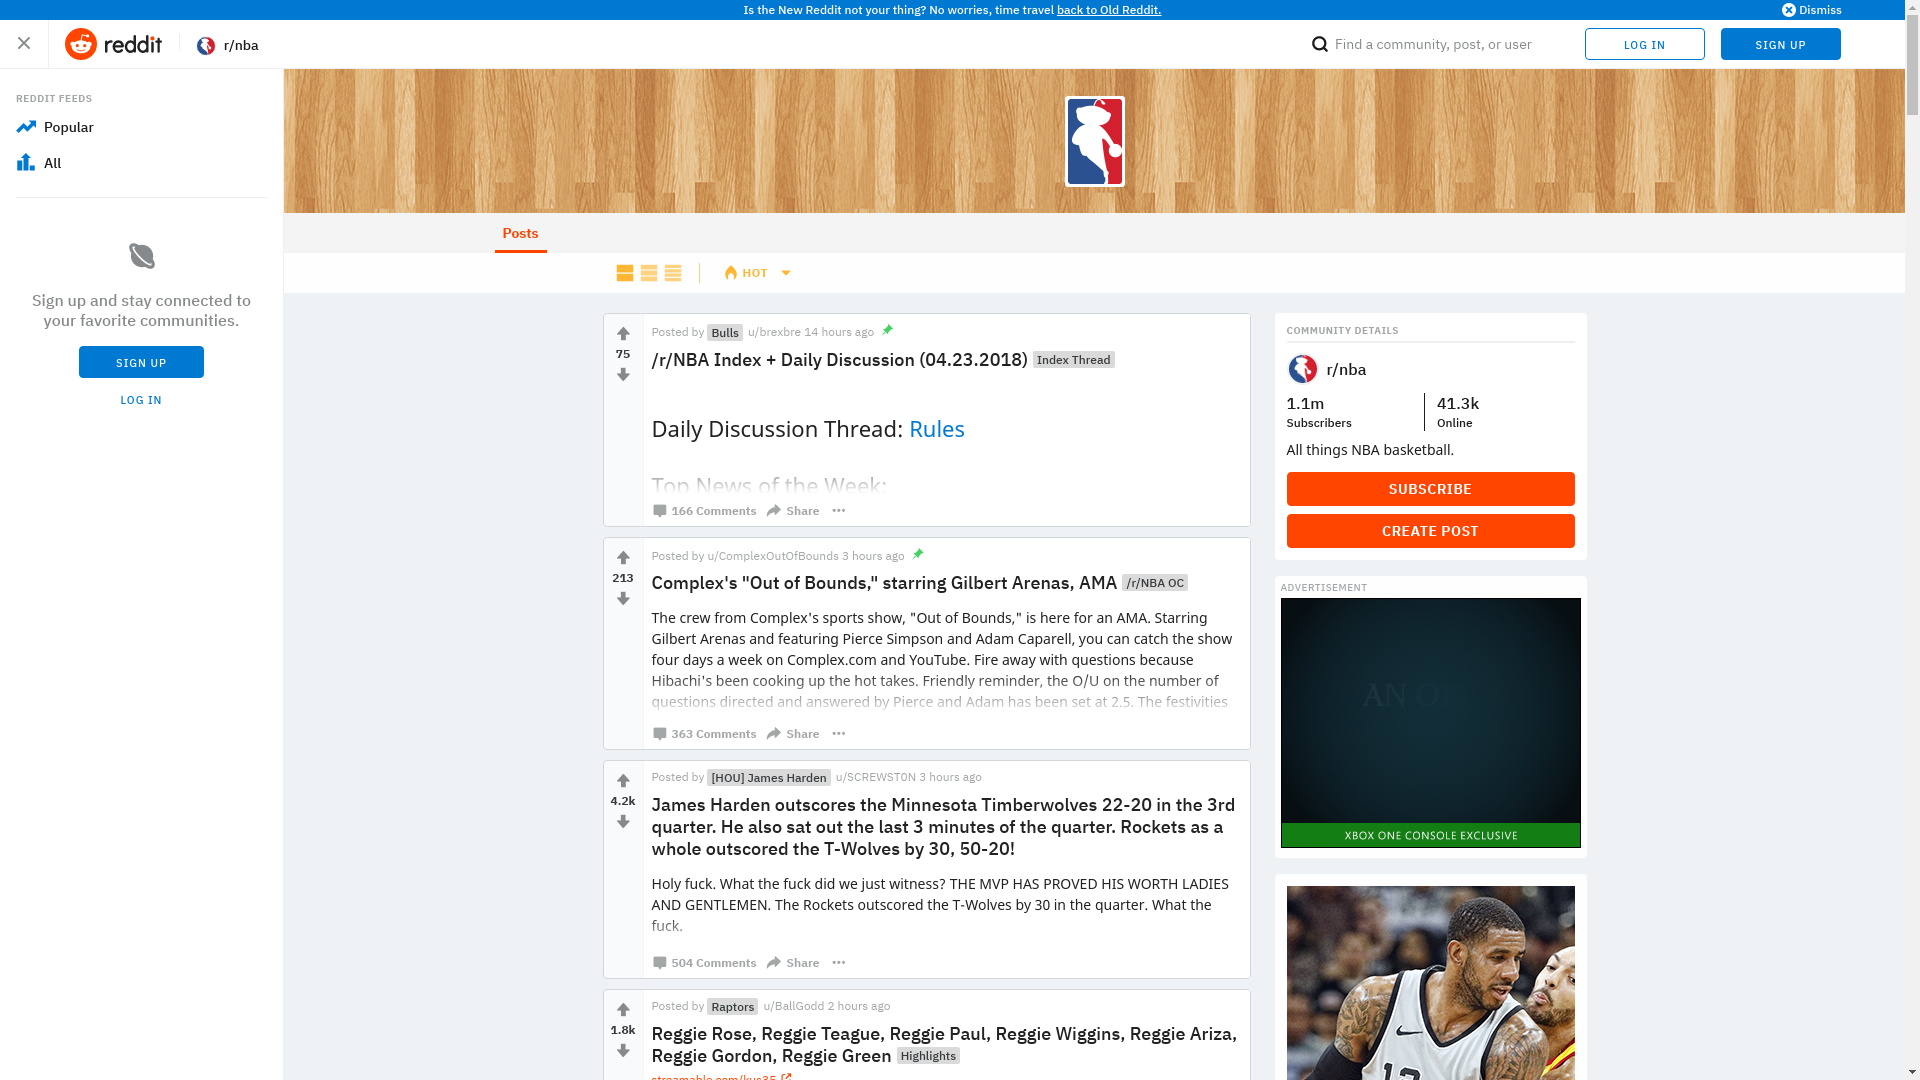 Is the New Reddit not your thing? No worries, time travel back to Old Reddit.
Dismiss
reddit
r/nba
Find a community, post, or user
LOG IN
SIGN UP
REDDIT FEEDS
Popular
All
Sign up and stay connected to
your favorite communities.
SIGN UP
LOG IN
Posts
HOT
Posted by Bulls u/brexbre 14 hours ago
75
/r/NBA Index + Daily Discussion (04.23.2018) Index Thread
Daily Discussion Thread: Rules
Top News of the Week:
166 Comments Share
Posted by u/ComplexOutOfBounds 3 hours ago
213
Complex's "Out of Bounds," starring Gilbert Arenas, AMA /r/NBA OC
The crew from Complex's sports show, "Out of Bounds," is here for an AMA. Starring
Gilbert Arenas and featuring Pierce Simpson and Adam Caparell, you can catch the show
four days a week on Complex.com and YouTube. Fire away with questions because
Hibachi's been cooking up the hot takes. Friendly reminder, the O/U on the number of
questions directed and answered by Pierce and Adam has been set at 2.5. The festivities
363 Comments Share
Posted by [HOU] James Harden u/SCREWST0N 3 hours ago
4.2k
James Harden outscores the Minnesota Timberwolves 22-20 in the 3rd
quarter. He also sat out the last 3 minutes of the quarter. Rockets as a
whole outscored the T-Wolves by 30, 50-20!
Holy fuck. What the fuck did we just witness? THE MVP HAS PROVED HIS WORTH LADIES
AND GENTLEMEN. The Rockets outscored the T-Wolves by 30 in the quarter. What the
fuck.
504 Comments Share
Posted by Raptors u/BallGodd 2 hours ago
1.8k
Reggie Rose, Reggie Teague, Reggie Paul, Reggie Wiggins, Reggie Ariza,
Reggie Gordon, Reggie Green Highlights
COMMUNITY DETAILS
r/nba
1.1m
Subscribers
41.3k
Online
All things NBA basketball.
SUBSCRIBE
CREATE POST
ADVERTISEMENT
AN
XBOX ONE CONSOLE EXCLUSIVE